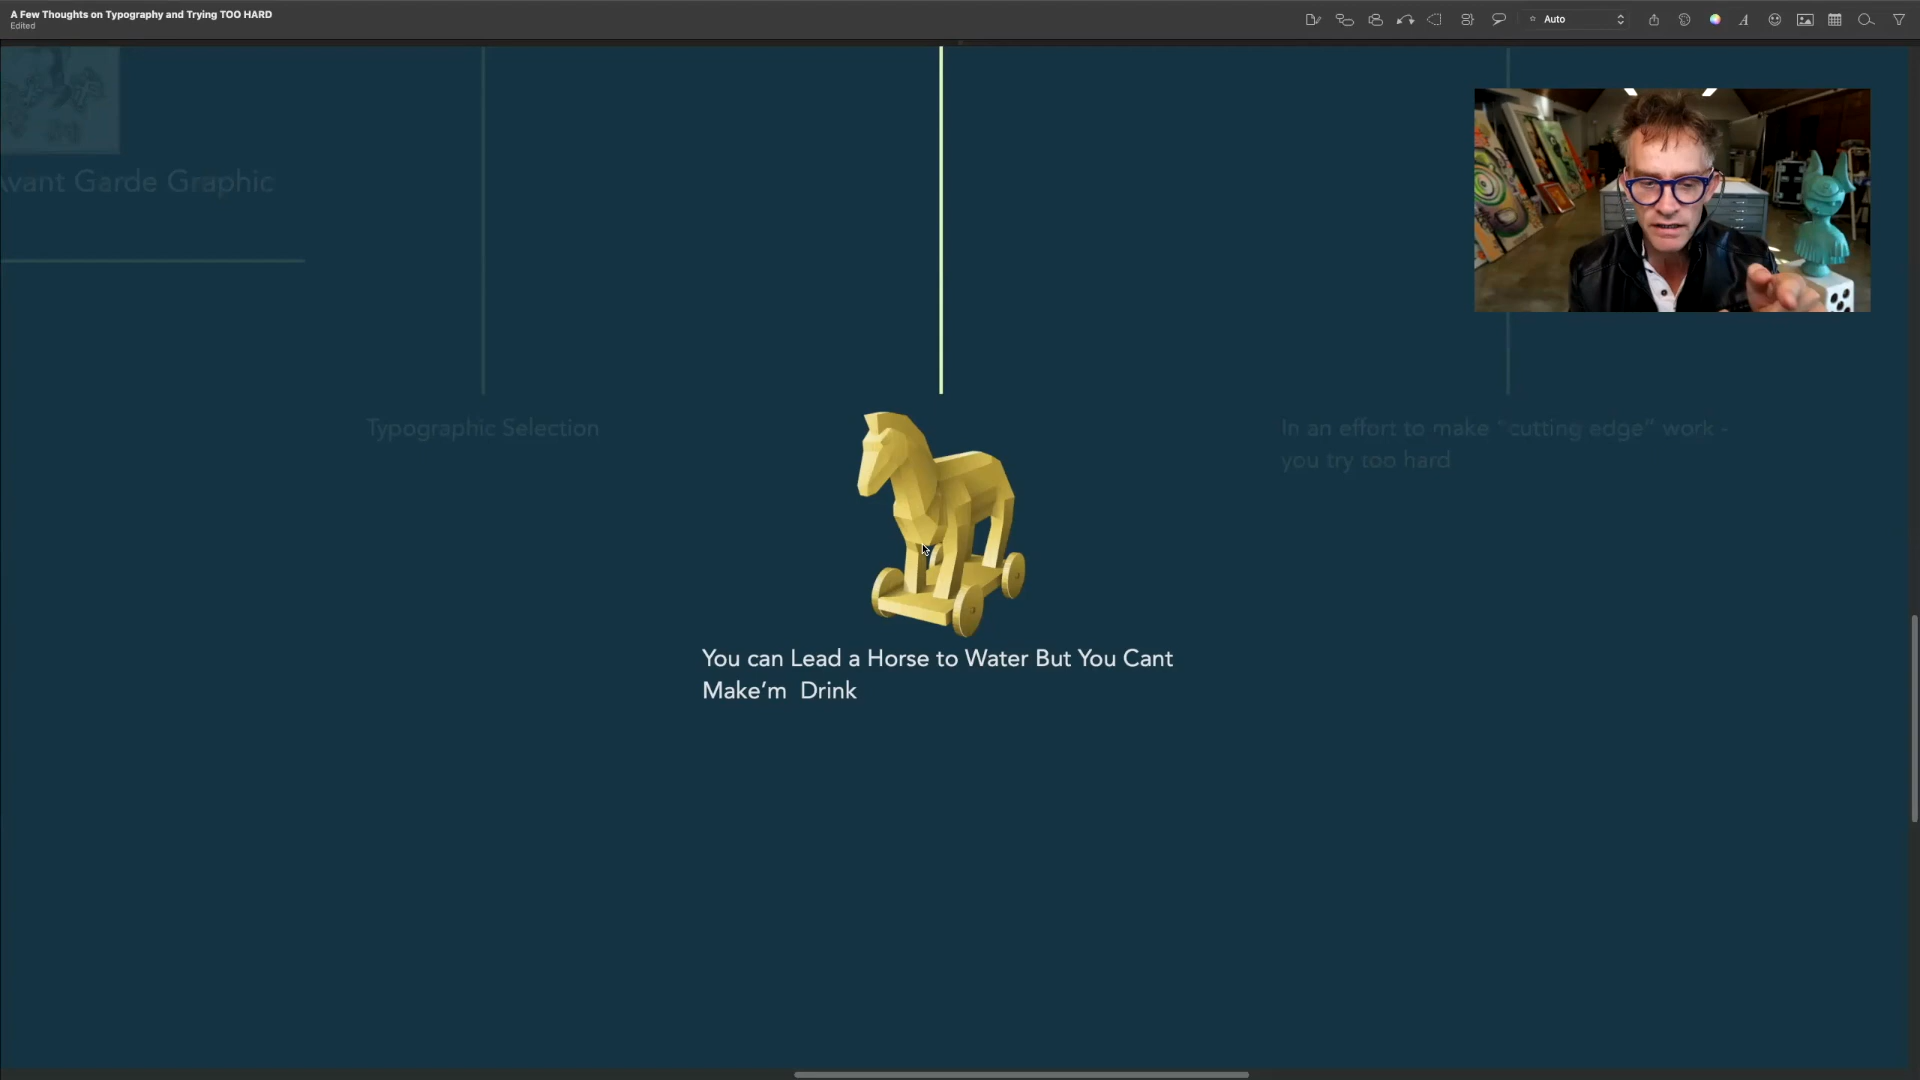 A Few Thoughts on Typography and Trying TOO HARD
Edited
Auto
Avant Garde Graphic
Typographic Selection
In an effort to make "cutting edge" work -
you try too hard
You can Lead a Horse to Water But You Cant
Make’m  Drink